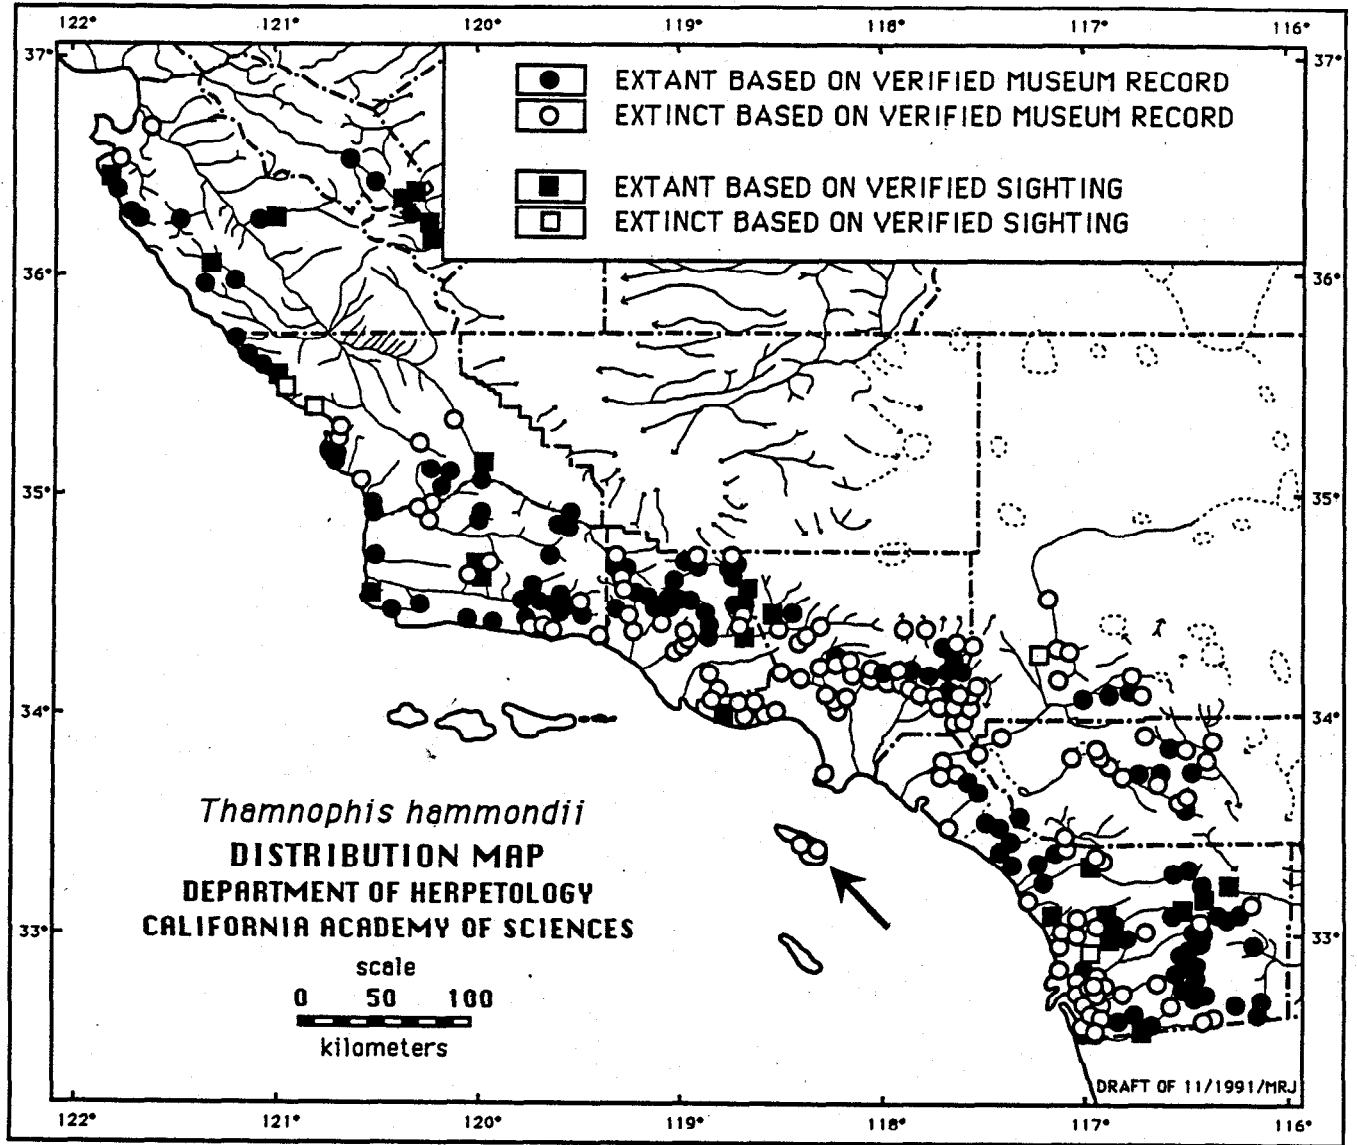 122° 121° 120° 119° 118° 117° 116°
37° 37°
EXTANT BASED ON VERIFIED MUSEUM RECORD
EXTINCT BASED ON VERIFIED MUSEUM RECORD
EXTANT BASED ON VERIFIED SIGHTING
EXTINCT BASED ON VERIFIED SIGHTING
36° 36°
35° 35°
34° 34°
Thamnophis hammondii
DISTRIBUTION MAP
DEPARTMENT OF HERPETOLOGY
CALIFORNIA ACADEMY OF SCIENCES
33° 33°
scale
0 50 100
kilometers
DRAFT OF 11/1991/MRJ
122° 121° 120° 119° 118° 117° 116°